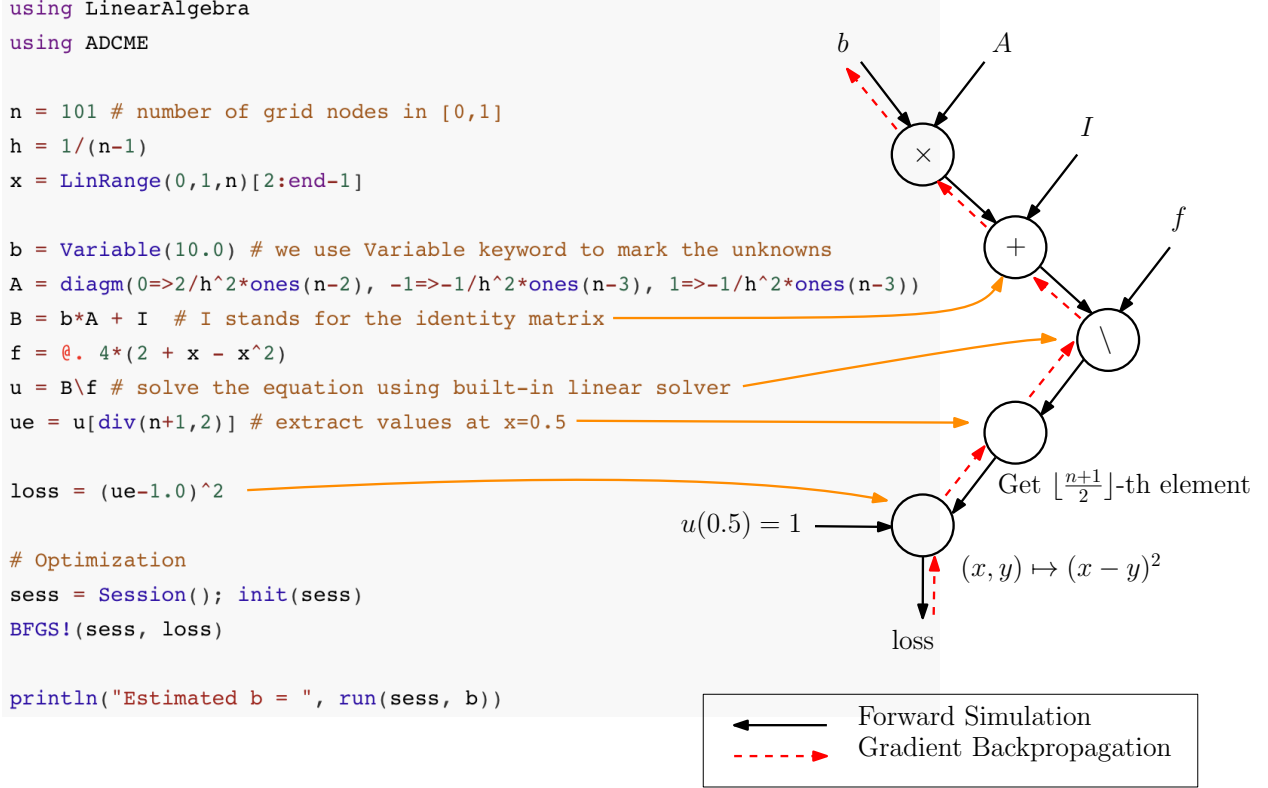 using LinearAlgebra
using ADCME
n = 101 # number of grid nodes in [0,1]
h = 1/(n-1)
x = LinRange(0,1,n)[2:end-1]
b = Variable(10.0) # we use Variable keyword to mark the unknowns
A = diagm(0=>2/h^2*ones(n-2), -1=>-1/h^2*ones(n-3), 1=>-1/h^2*ones(n-3))
B = b*A + I  # I stands for the identity matrix
f = @. 4*(2 + x - x^2)
u = B\f # solve the equation using built-in linear solver
ue = u[div(n+1,2)] # extract values at x=0.5
loss = (ue-1.0)^2
# Optimization
sess = Session(); init(sess)
BFGS!(sess, loss)
println("Estimated b = ", run(sess, b))
b
A
×
I
+
f
\
Get ⌊(n+1)/2⌋-th element
u(0.5) = 1
(x, y) ↦ (x − y)²
loss
Forward Simulation
Gradient Backpropagation